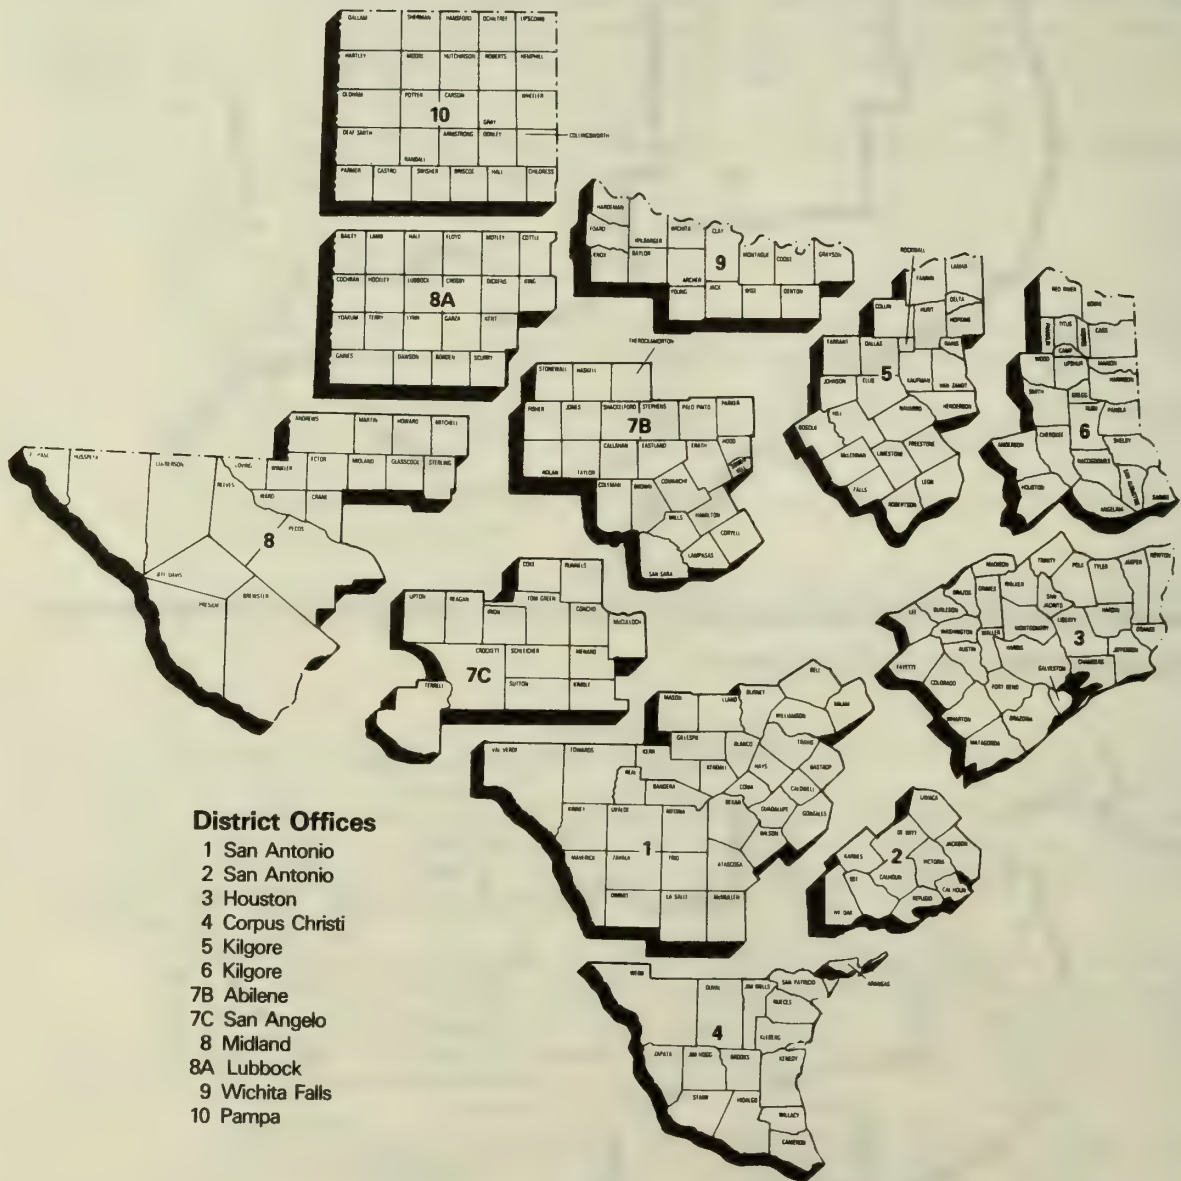 DALLAM SHERMAN HANSFORD OCHILTREE LIPSCOMB
HARTLEY MOORE HUTCHINSON ROBERTS HEMPHILL
OLDHAM POTTER CARSON WHEELER
10
GRAY
DEAF SMITH ARMSTRONG DONLEY COLLINGSWORTH
RANDALL
PARMER CASTRO SWISHER BRISCOE HALL CHILDRESS
BAILEY LAMB HALE FLOYD MOTLEY COTTLE
COCHRAN HOCKLEY LUBBOCK CROSBY DICKENS KING
8A
YOAKUM TERRY LYNN GARZA KENT
GAINES DAWSON BORDEN SCURRY
HARDEMAN
FOARD WILBARGER WICHITA CLAY
KNOX BAYLOR ARCHER MONTAGUE COOKE GRAYSON
9
YOUNG JACK WISE DENTON
THROCKMORTON
STONEWALL HASKELL
FISHER JONES SHACKELFORD STEPHENS PALO PINTO PARKER
7B
CALLAHAN EASTLAND ERATH HOOD
NOLAN TAYLOR
COLEMAN BROWN COMANCHE
MILLS HAMILTON
CORYELL
LAMPASAS
SAN SABA
ROCKWALL
LAMAR
FANNIN
DELTA
COLLIN HUNT
HOPKINS
TARRANT DALLAS RAINS
5
JOHNSON ELLIS KAUFMAN VAN ZANDT
HILL NAVARRO HENDERSON
BOSQUE
FREESTONE
McLENNAN LIMESTONE
FALLS LEON
ROBERTSON
RED RIVER
BOWIE
FRANKLIN TITUS MORRIS CASS
CAMP
WOOD UPSHUR MARION
HARRISON
SMITH GREGG
RUSK PANOLA
CHEROKEE 6
ANDERSON SHELBY
NACOGDOCHES
HOUSTON SAN AUGUSTINE SABINE
ANGELINA
ANDREWS MARTIN HOWARD MITCHELL
ECTOR MIDLAND GLASSCOCK STERLING
HUDSPETH CULBERSON LOVING WINKLER
REEVES
WARD CRANE
PECOS
8
JEFF DAVIS
PRESIDIO BREWSTER
COKE RUNNELS
UPTON REAGAN IRION TOM GREEN CONCHO
McCULLOCH
CROCKETT SCHLEICHER MENARD
7C
TERRELL SUTTON KIMBLE
MADISON TRINITY POLK TYLER JASPER NEWTON
BRAZOS GRIMES WALKER
SAN JACINTO
LEE BURLESON HARDIN
LIBERTY
WASHINGTON WALLER MONTGOMERY
3
ORANGE
AUSTIN HARRIS JEFFERSON
FAYETTE GALVESTON CHAMBERS
COLORADO FORT BEND
WHARTON BRAZORIA
MATAGORDA
BELL
MASON LLANO BURNET
WILLIAMSON MILAM
GILLESPIE BLANCO TRAVIS
VAL VERDE EDWARDS KERR
KENDALL HAYS BASTROP
REAL BANDERA COMAL CALDWELL
KINNEY UVALDE MEDINA BEXAR GUADALUPE GONZALES
WILSON
1
MAVERICK ZAVALA FRIO ATASCOSA
DIMMIT LA SALLE McMULLEN
LAVACA
DE WITT
JACKSON
KARNES 2
VICTORIA
BEE CALHOUN
CALHOUN
REFUGIO
LIVE OAK
WEBB
DUVAL JIM WELLS SAN PATRICIO ARANSAS
NUECES
4
KLEBERG
ZAPATA JIM HOGG BROOKS KENEDY
STARR HIDALGO
WILLACY
CAMERON
District Offices
1 San Antonio
2 San Antonio
3 Houston
4 Corpus Christi
5 Kilgore
6 Kilgore
7B Abilene
7C San Angelo
8 Midland
8A Lubbock
9 Wichita Falls
10 Pampa